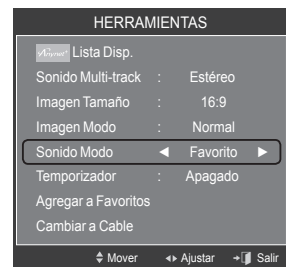 HERRAMIENTAS
Anynet+ Lista Disp.
Sonido Multi-track : Estéreo
Imagen Tamaño : 16:9
Imagen Modo : Normal
Sonido Modo ◄ Favorito ►
Temporizador : Apagado
Agregar a Favoritos
Cambiar a Cable
Mover Ajustar Salir